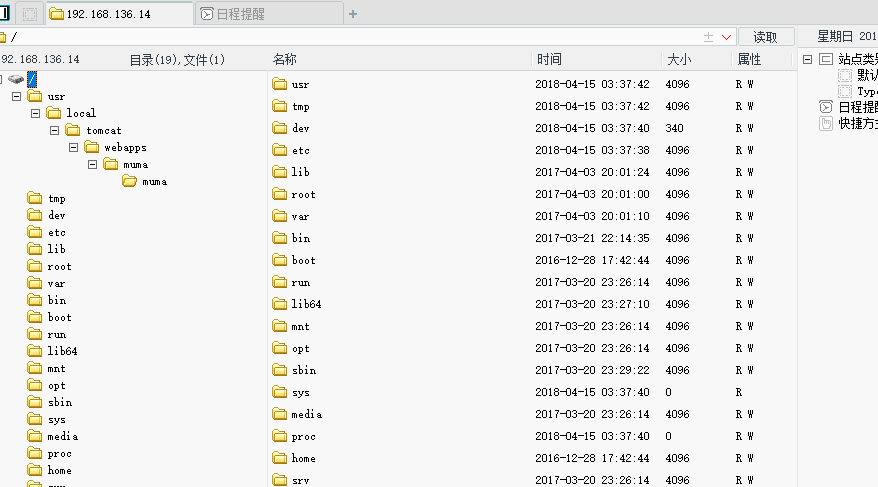 192.168.136.14 日程提醒 +
/ 读取 星期日 201
92.168.136.14 目录(19),文件(1) 名称 时间 大小 属性
/
usr
local
tomcat
webapps
muma
muma
tmp
dev
etc
lib
root
var
bin
boot
run
lib64
mnt
opt
sbin
sys
media
proc
home
usr 2018-04-15 03:37:42 4096 R W
tmp 2018-04-15 03:37:42 4096 R W
dev 2018-04-15 03:37:40 340 R W
etc 2018-04-15 03:37:38 4096 R W
lib 2017-04-03 20:01:24 4096 R W
root 2017-04-03 20:01:00 4096 R W
var 2017-04-03 20:01:10 4096 R W
bin 2017-03-21 22:14:35 4096 R W
boot 2016-12-28 17:42:44 4096 R W
run 2017-03-20 23:26:14 4096 R W
lib64 2017-03-20 23:27:10 4096 R W
mnt 2017-03-20 23:26:14 4096 R W
opt 2017-03-20 23:26:14 4096 R W
sbin 2017-03-20 23:29:22 4096 R W
sys 2018-04-15 03:37:40 0 R
media 2017-03-20 23:26:14 4096 R W
proc 2018-04-15 03:37:40 0 R W
home 2016-12-28 17:42:44 4096 R W
srv 2017-03-20 23:26:14 4096 R W
站点类别
默认
Type
日程提醒
快捷方式